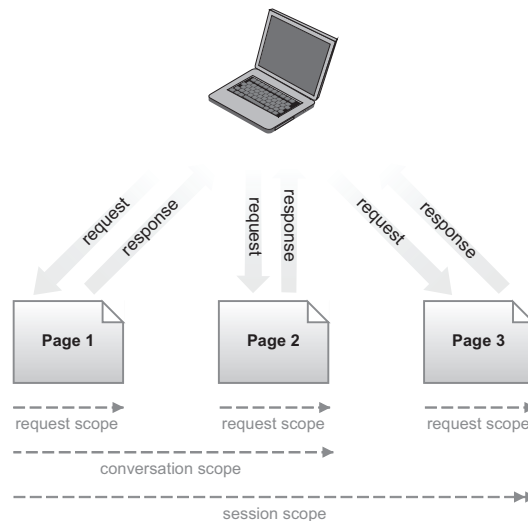 request
response
request
response
request
response
Page 1
Page 2
Page 3
request scope
request scope
request scope
conversation scope
session scope